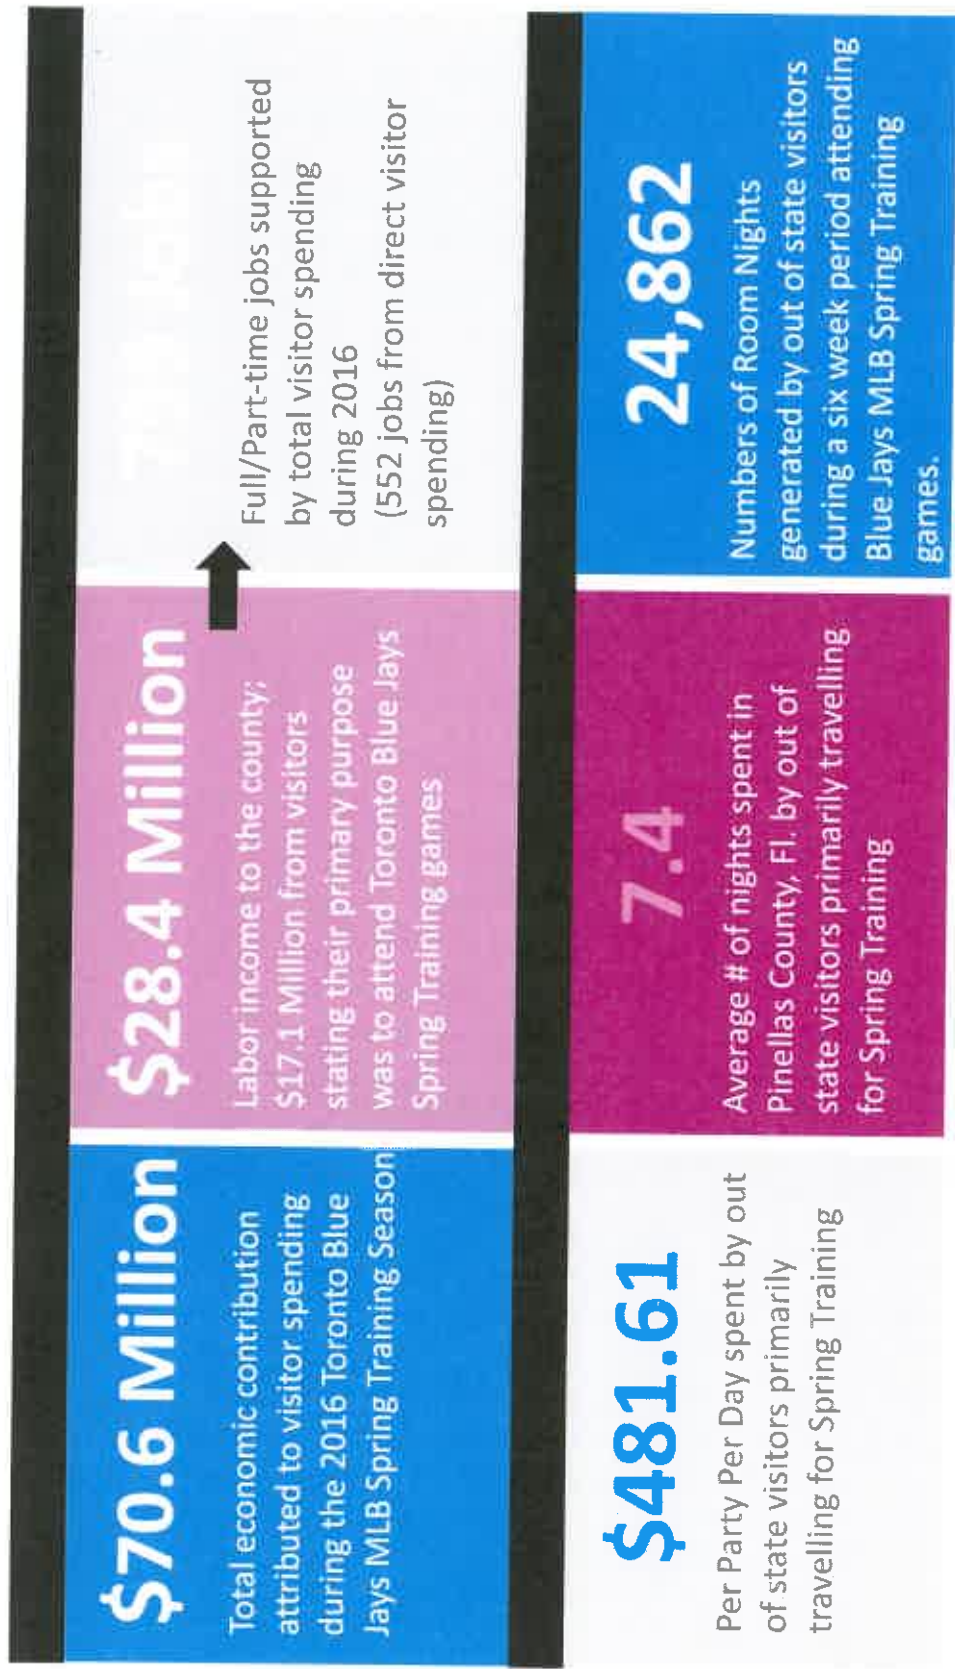 $70.6 Million
Total economic contribution
attributed to visitor spending
during the 2016 Toronto Blue
Jays MLB Spring Training Season
$28.4 Million
Labor income to the county;
$17.1 Million from visitors
stating their primary purpose
was to attend Toronto Blue Jays
Spring Training games
Full/Part-time jobs supported
by total visitor spending
during 2016
(552 jobs from direct visitor
spending)
$481.61
Per Party Per Day spent by out
of state visitors primarily
travelling for Spring Training
7.4
Average # of nights spent in
Pinellas County, Fl. by out of
state visitors primarily travelling
for Spring Training
24,862
Numbers of Room Nights
generated by out of state visitors
during a six week period attending
Blue Jays MLB Spring Training
games.